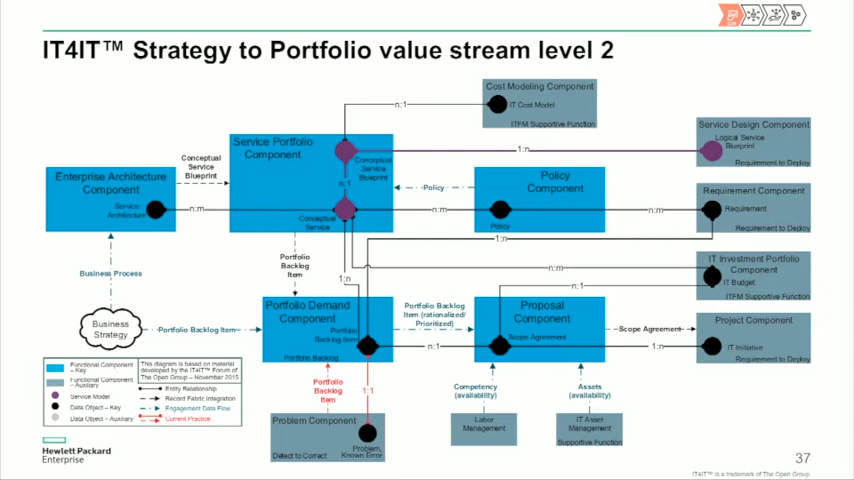 IT4IT™ Strategy to Portfolio value stream level 2
Cost Modeling Component
IT Cost Model
ITFM Supportive Function
n:1
Service Portfolio
Component
Conceptual
Service
Blueprint
n:1
Conceptual
Service
1:n
Service Design Component
Logical Service
Blueprint
Requirement to Deploy
Enterprise Architecture
Component
Service
Architecture
Conceptual
Service
Blueprint
n:m
Policy
Policy
Component
Policy
n:m
n:m
Requirement Component
Requirement
Requirement to Deploy
1:n
Portfolio
Backlog
Item
1:n
n:m
n:1
IT Investment Portfolio
Component
IT Budget
ITFM Supportive Function
Business Process
Business
Strategy
Portfolio Backlog Item
Portfolio Demand
Component
Portfolio
Backlog Item
Portfolio Backlog
Portfolio Backlog
Item (rationalized/
Prioritized)
n:1
Proposal
Component
Scope Agreement
Scope Agreement
1:n
Project Component
IT Initiative
Requirement to Deploy
Functional Component
– Key
Functional Component
– Auxiliary
Service Model
Data Object – Key
Data Object – Auxiliary
This diagram is based on material
developed by the IT4IT™ Forum of
The Open Group – November 2015
Entity Relationship
Record Fabric Integration
Engagement Data Flow
Current Practice
Portfolio
Backlog
Item
1:1
Problem Component
Problem,
Known Error
Detect to Correct
Competency
(availability)
Labor
Management
Assets
(availability)
IT Asset
Management
Supportive Function
Hewlett Packard
Enterprise
37
IT4IT™ is a trademark of The Open Group